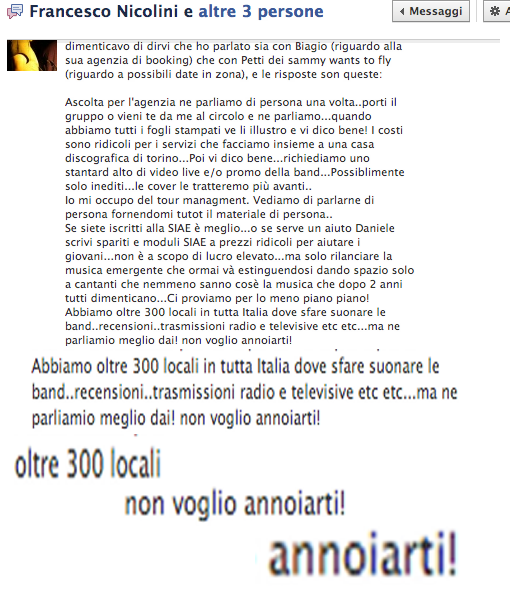 Francesco Nicolini e altre 3 persone
Messaggi
dimenticavo di dirvi che ho parlato sia con Biagio (riguardo alla
sua agenzia di booking) che con Petti dei sammy wants to fly
(riguardo a possibili date in zona), e le risposte son queste:
Ascolta per l'agenzia ne parliamo di persona una volta..porti il
gruppo o vieni te da me al circolo e ne parliamo...quando
abbiamo tutti i fogli stampati ve li illustro e vi dico bene! I costi
sono ridicoli per i servizi che facciamo insieme a una casa
discografica di torino...Poi vi dico bene...richiediamo uno
stantard alto di video live e/o promo della band...Possiblimente
solo inediti...le cover le tratteremo più avanti..
Io mi occupo del tour managment. Vediamo di parlarne di
persona fornendomi tutot il materiale di persona..
Se siete iscritti alla SIAE è meglio...o se serve un aiuto Daniele
scrivi spariti e moduli SIAE a prezzi ridicoli per aiutare i
giovani...non è a scopo di lucro elevato...ma solo rilanciare la
musica emergente che ormai và estinguendosi dando spazio solo
a cantanti che nemmeno sanno cosè la musica che dopo 2 anni
tutti dimenticano...Ci proviamo per lo meno piano piano!
Abbiamo oltre 300 locali in tutta Italia dove sfare suonare le
band..recensioni..trasmissioni radio e televisive etc etc...ma ne
parliamio meglio dai! non voglio annoiarti!
Abbiamo oltre 300 locali in tutta Italia dove sfare suonare le
band..recensioni..trasmissioni radio e televisive etc etc...ma ne
parliamio meglio dai! non voglio annoiarti!
oltre 300 locali
non voglio annoiarti!
annoiarti!